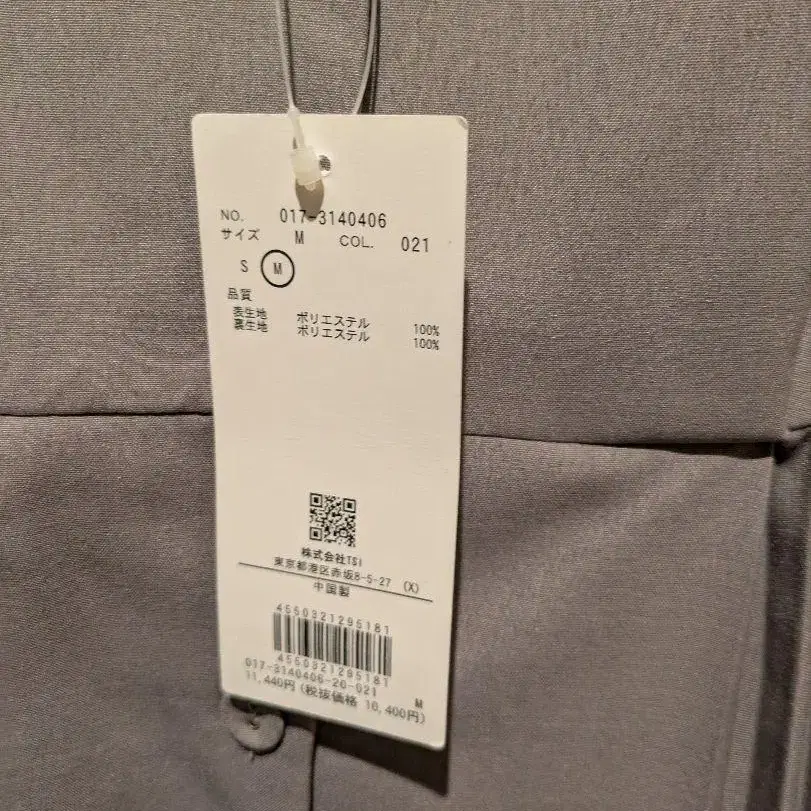 NO. 017-3140406
サイズ M COL. 021
S M
品質
表生地 ポリエステル 100%
裏生地 ポリエステル 100%
株式会社TSI
東京都港区赤坂8-5-27 (X)
中国製
4550321295181
4550321295181
017-3140406-20-021 M
11,440円(税抜価格 10,400円)